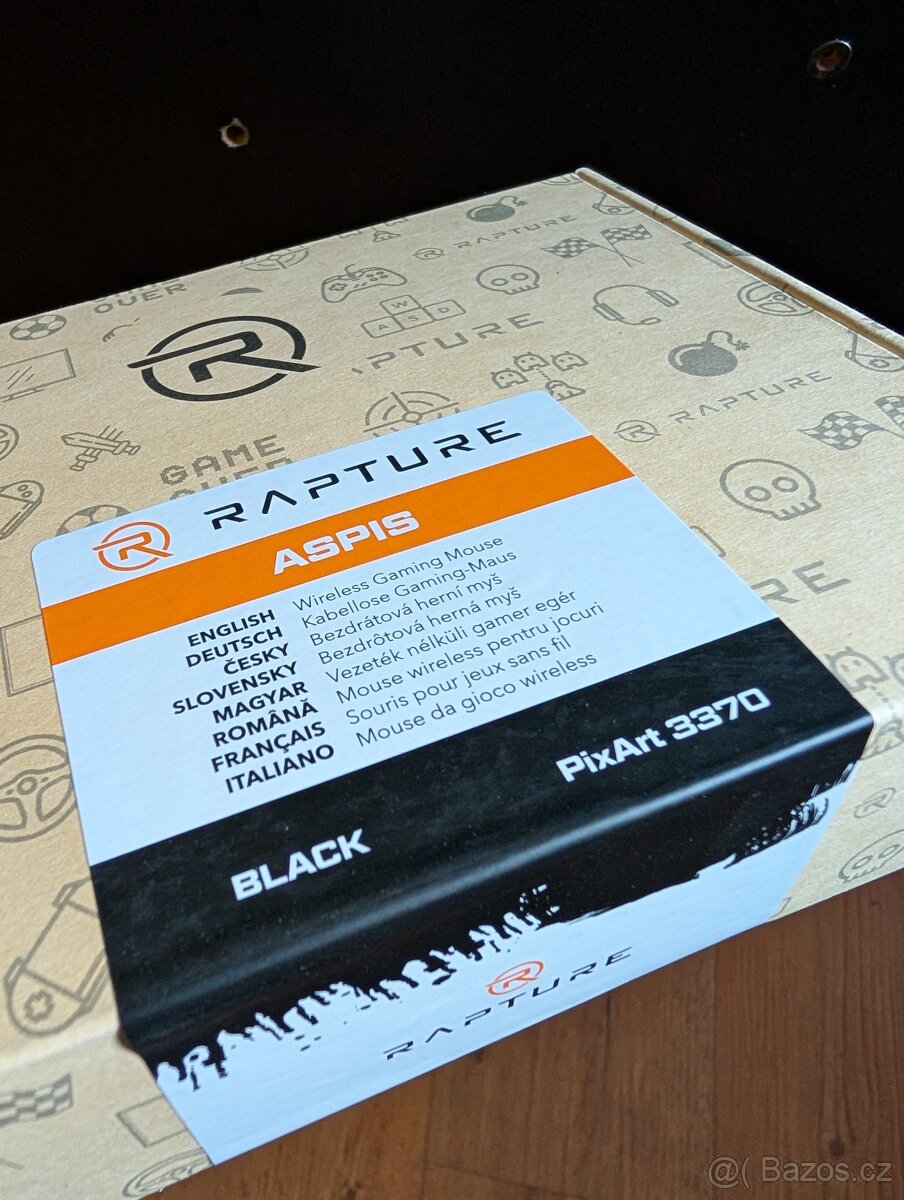 OVER
RAPTURE
W
A S D
RAPTURE
R
RAPTURE
GAME
OVER
RAPTURE
ASPIS
ENGLISH Wireless Gaming Mouse
DEUTSCH Kabellose Gaming-Maus
ČESKY Bezdrátová herní myš
SLOVENSKY Bezdrôtová herná myš
MAGYAR Vezeték nélküli gamer egér
ROMÂNĂ Mouse wireless pentru jocuri
FRANÇAIS Souris pour jeux sans fil
ITALIANO Mouse da gioco wireless
BLACK PixArt 3370
RAPTURE
@( Bazos.cz